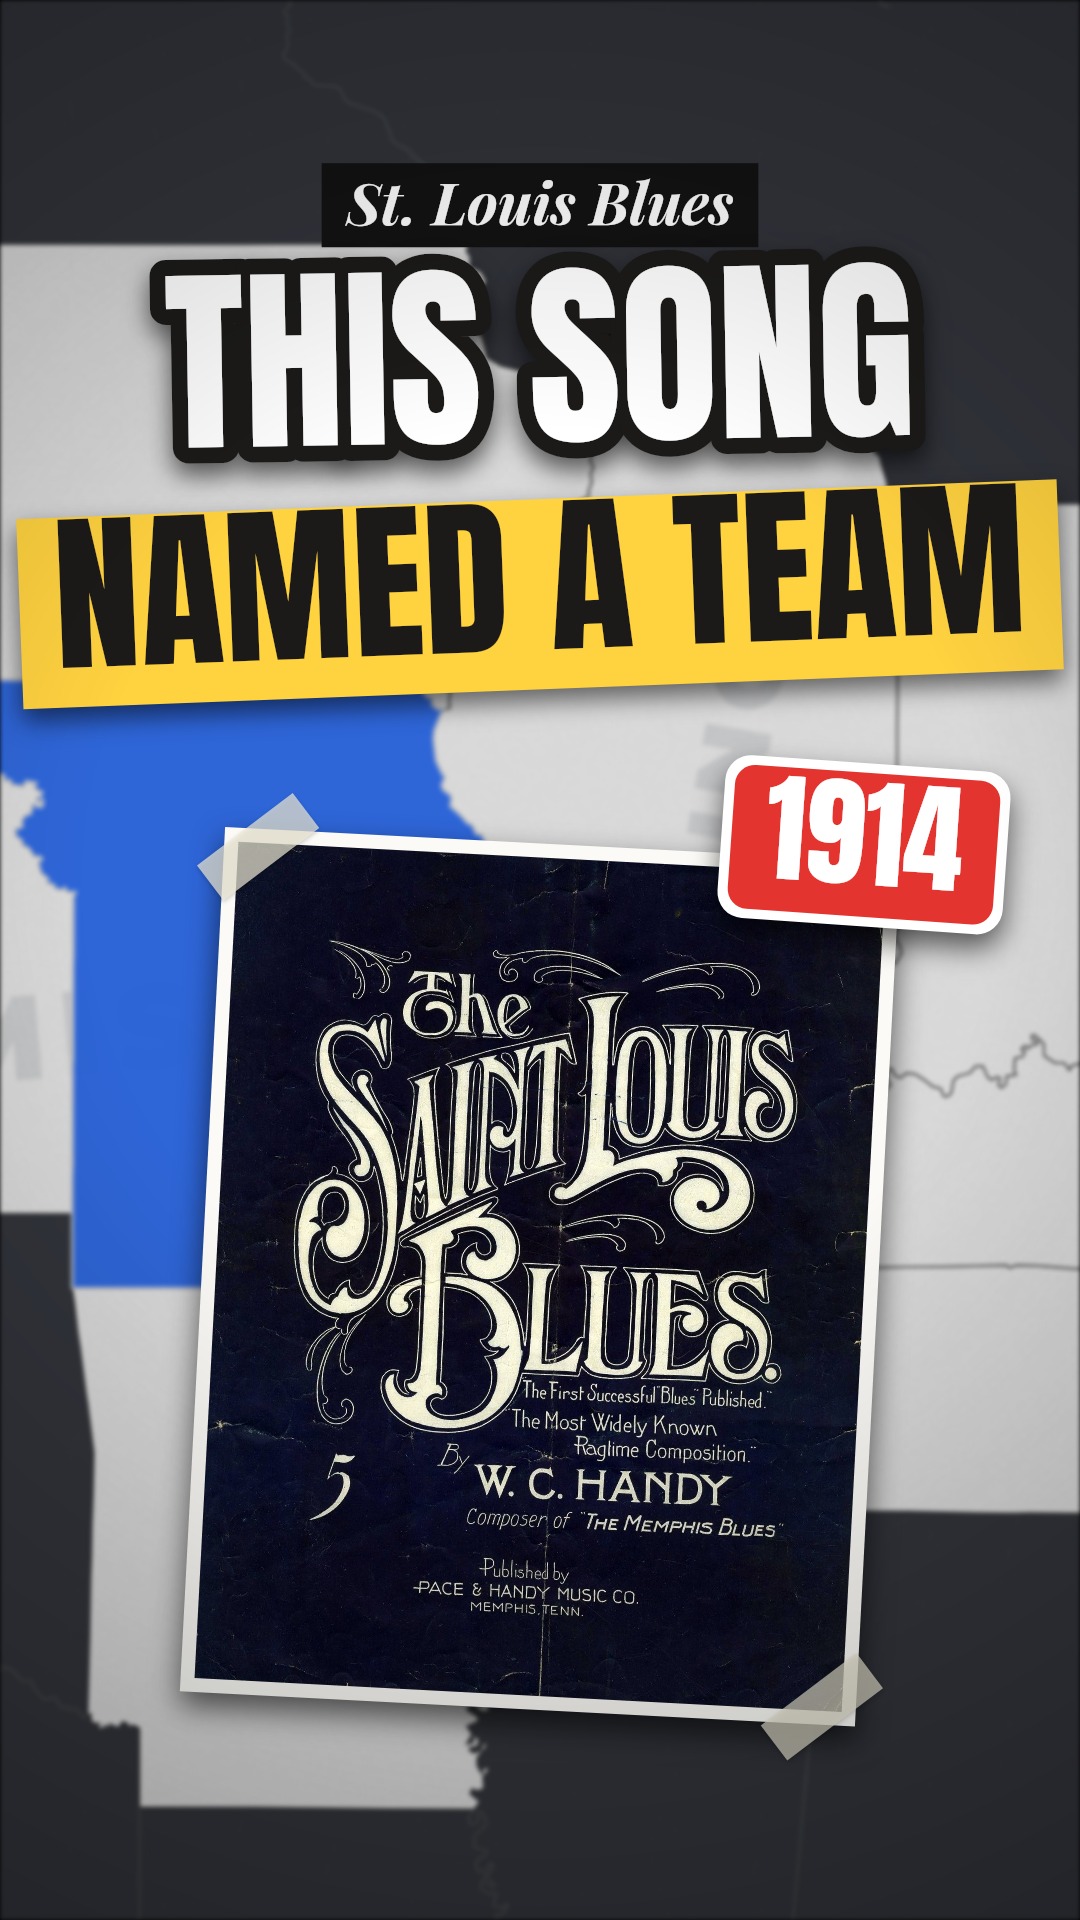 St. Louis Blues
THIS SONG
NAMED A TEAM
1914
The
SAINT LOUIS
BLUES.
"The First Successful "Blues" Published."
"The Most Widely Known
Ragtime Composition."
5
By W. C. HANDY
Composer of "THE MEMPHIS BLUES"
Published by
PACE & HANDY MUSIC CO.
MEMPHIS, TENN.